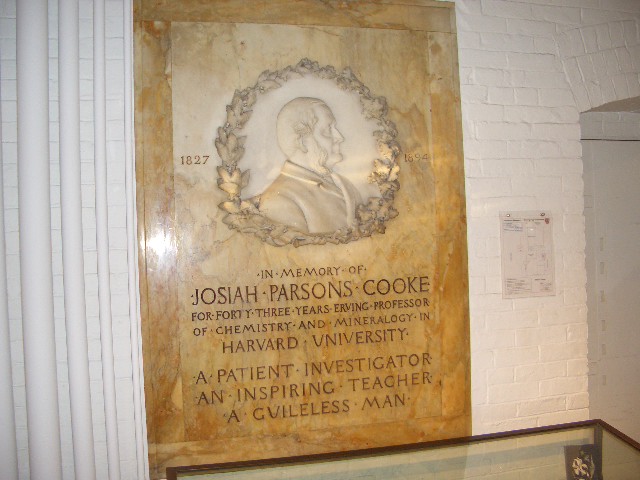 1827 1894
·IN·MEMORY·OF·
·JOSIAH·PARSONS·COOKE
FOR·FORTY·THREE·YEARS·ERVING·PROFESSOR
OF·CHEMISTRY·AND·MINERALOGY·IN
HARVARD·UNIVERSITY.
·A·PATIENT·INVESTIGATOR·
AN·INSPIRING·TEACHER·
·A·GUILELESS·MAN·